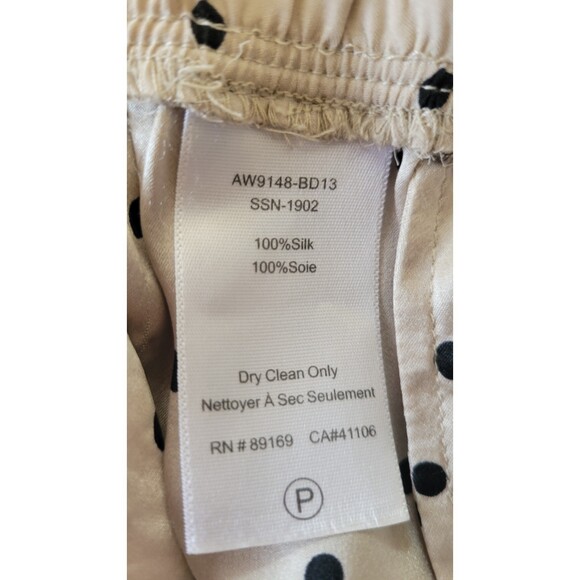 AW9148-BD13
SSN-1902
100%Silk
100%Soie
Dry Clean Only
Nettoyer À Sec Seulement
RN # 89169 CA#41106
P